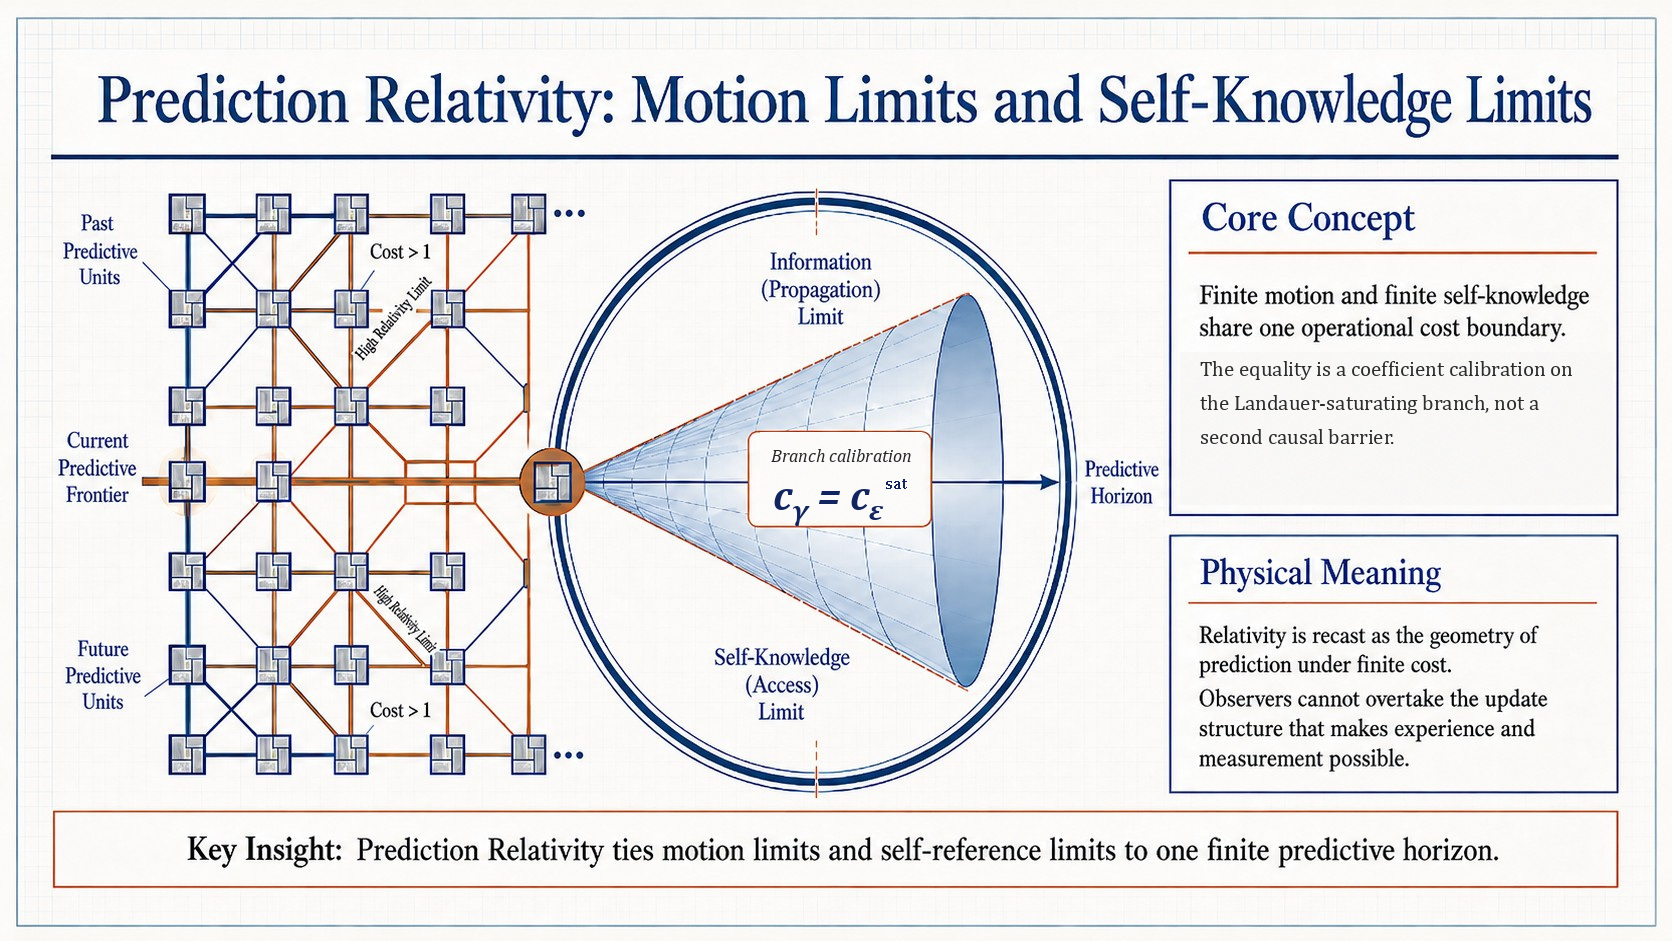 Prediction Relativity: Motion Limits and Self-Knowledge Limits
Past
Predictive
Units
Cost > 1
High Relativity Limit
Current
Predictive
Frontier
High Relativity Limit
Future
Predictive
Units
Cost > 1
Information
(Propagation)
Limit
Branch calibration
cγ = cε sat
Predictive
Horizon
Self-Knowledge
(Access)
Limit
Core Concept
Finite motion and finite self-knowledge
share one operational cost boundary.
The equality is a coefficient calibration on
the Landauer-saturating branch, not a
second causal barrier.
Physical Meaning
Relativity is recast as the geometry of
prediction under finite cost.
Observers cannot overtake the update
structure that makes experience and
measurement possible.
Key Insight: Prediction Relativity ties motion limits and self-reference limits to one finite predictive horizon.